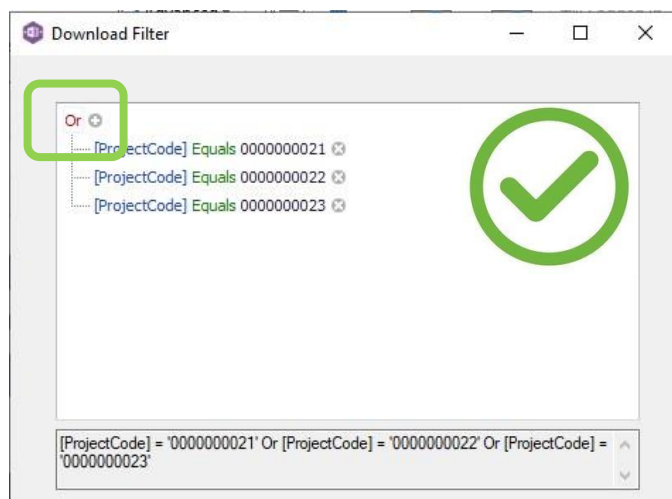 Download Filter
Or
[ProjectCode] Equals 0000000021
[ProjectCode] Equals 0000000022
[ProjectCode] Equals 0000000023
[ProjectCode] = '0000000021' Or [ProjectCode] = '0000000022' Or [ProjectCode] =
'0000000023'